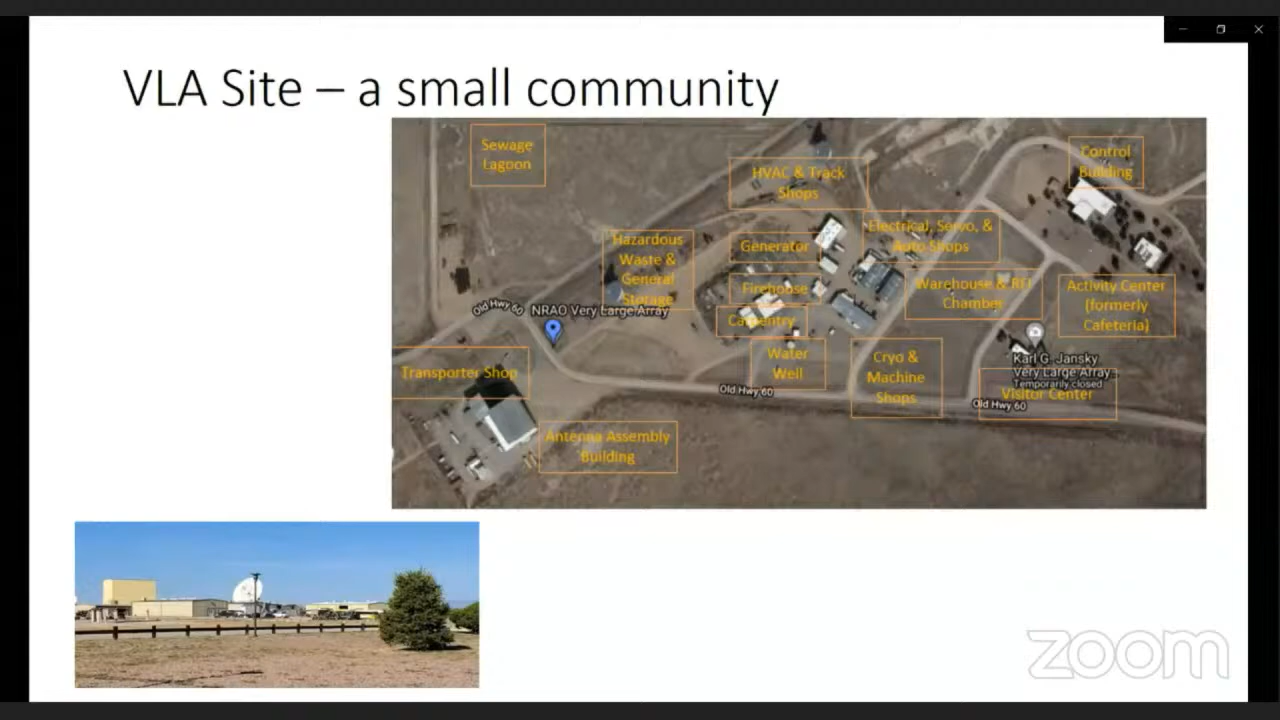 VLA Site – a small community
Sewage
Lagoon
HVAC & Track
Shops
Control
Building
Hazardous
Waste &
General
Storage
Generator
Electrical, Servo, &
Auto Shops
Firehouse
Warehouse & RFI
Chamber
Activity Center
(formerly
Cafeteria)
Old Hwy 60
NRAO Very Large Array
Carpentry
Water
Well
Cryo &
Machine
Shops
Karl G. Jansky
Very Large Array
Temporarily closed
Visitor Center
Transporter Shop
Old Hwy 60
Old Hwy 60
Antenna Assembly
Building
zoom